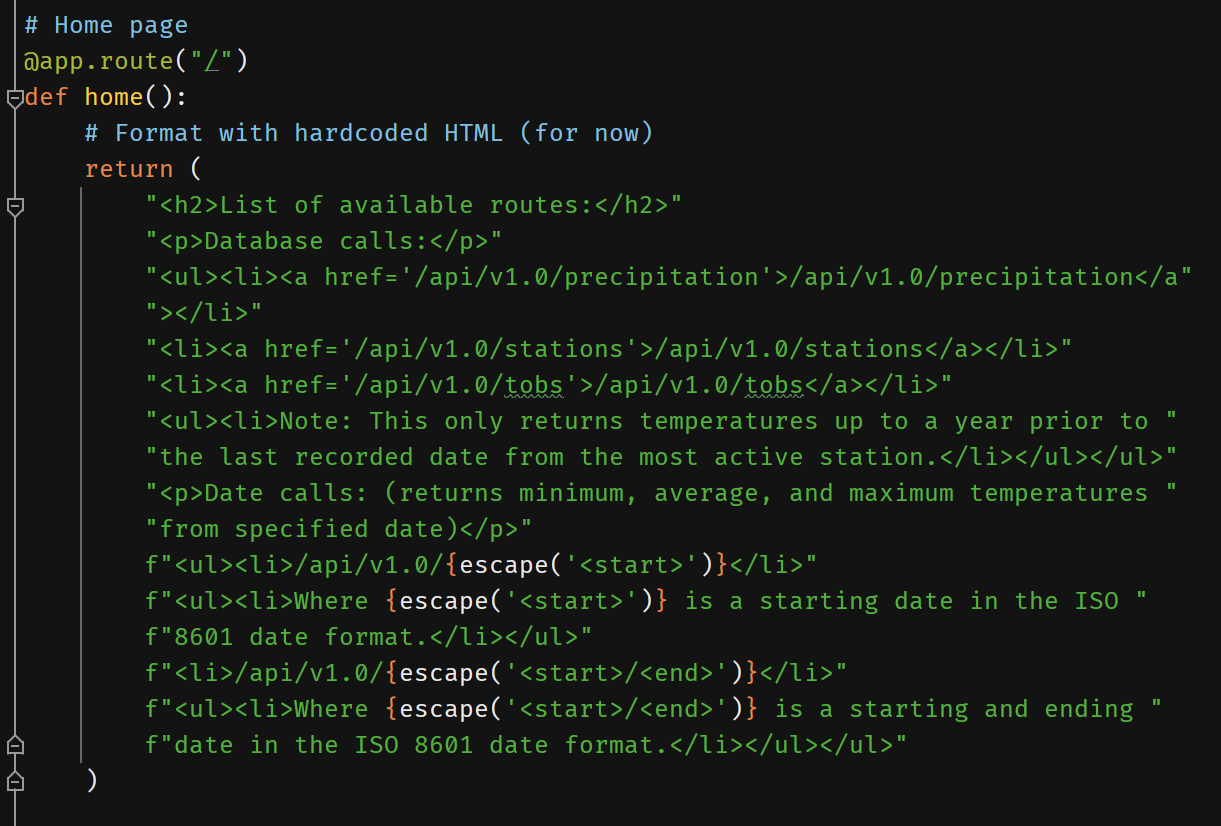 # Home page
@app.route("/")
def home():
    # Format with hardcoded HTML (for now)
    return (
        "<h2>List of available routes:</h2>"
        "<p>Database calls:</p>"
        "<ul><li><a href='/api/v1.0/precipitation'>/api/v1.0/precipitation</a"
        "></li>"
        "<li><a href='/api/v1.0/stations'>/api/v1.0/stations</a></li>"
        "<li><a href='/api/v1.0/tobs'>/api/v1.0/tobs</a></li>"
        "<ul><li>Note: This only returns temperatures up to a year prior to "
        "the last recorded date from the most active station.</li></ul></ul>"
        "<p>Date calls: (returns minimum, average, and maximum temperatures "
        "from specified date)</p>"
        f"<ul><li>/api/v1.0/{escape('<start>')}</li>"
        f"<ul><li>Where {escape('<start>')} is a starting date in the ISO "
        f"8601 date format.</li></ul>"
        f"<li>/api/v1.0/{escape('<start>/<end>')}</li>"
        f"<ul><li>Where {escape('<start>/<end>')} is a starting and ending "
        f"date in the ISO 8601 date format.</li></ul></ul>"
    )